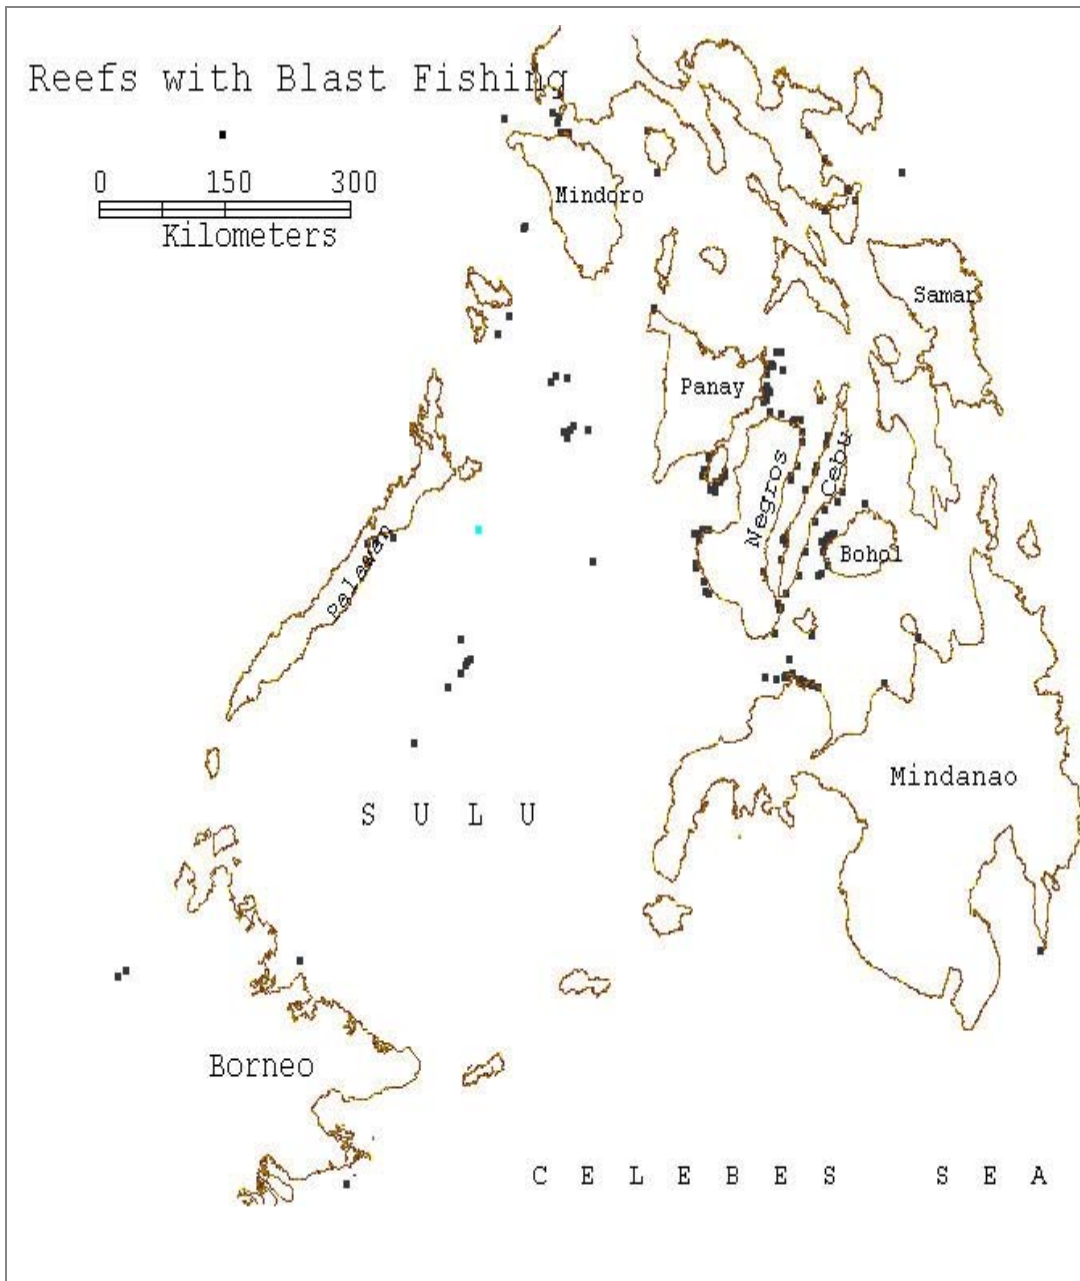 Reefs with Blast Fishing
0 150 300
Kilometers
Mindoro
Samar
Panay
Cebu
Negros
Bohol
Palawan
Mindanao
S U L U
Borneo
C E L E B E S S E A